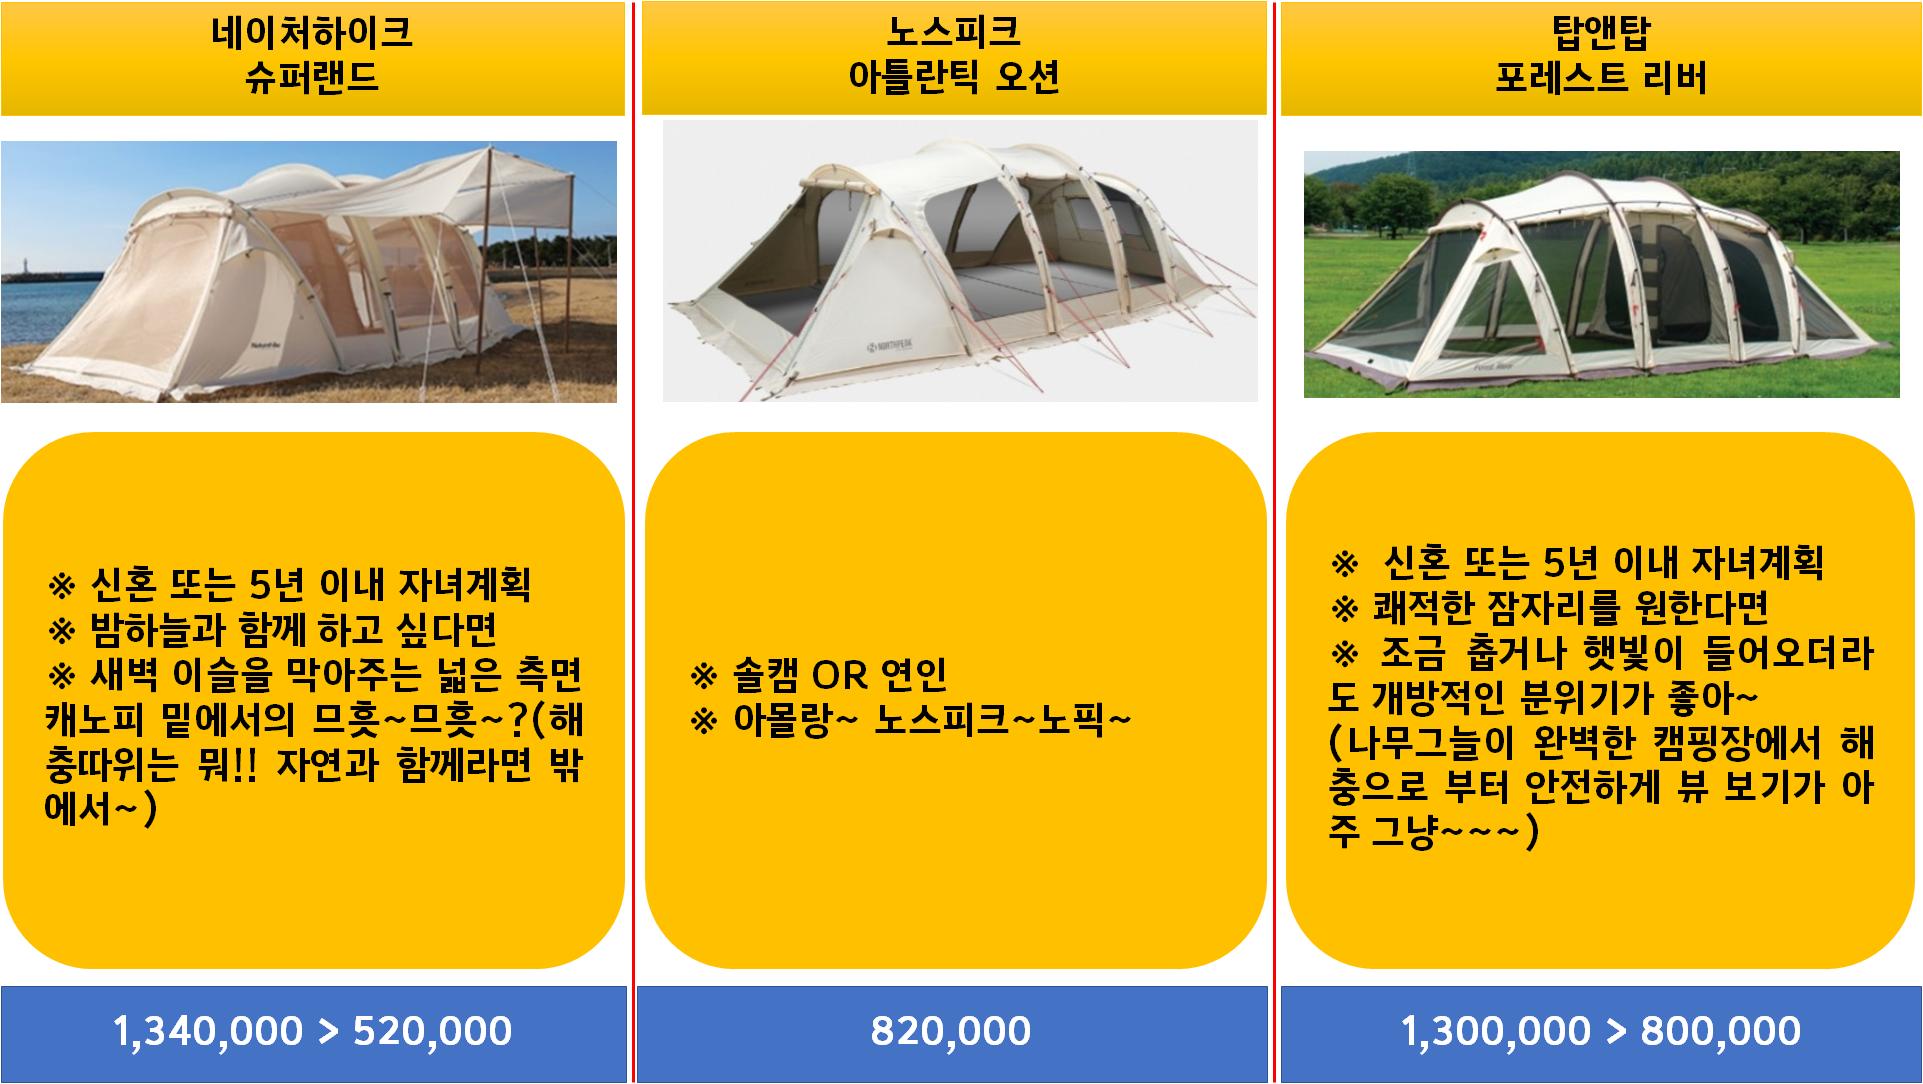 네이처하이크
슈퍼랜드
노스피크
아틀란틱 오션
탑앤탑
포레스트 리버
NORTHPEAK
※ 신혼 또는 5년 이내 자녀계획
※ 밤하늘과 함께 하고 싶다면
※ 새벽 이슬을 막아주는 넓은 측면
캐노피 밑에서의 므흣~므흣~?(해
충따위는 뭐!! 자연과 함께라면 밖
에서~)
※ 솔캠 OR 연인
※ 아몰랑~ 노스피크~노픽~
※ 신혼 또는 5년 이내 자녀계획
※ 쾌적한 잠자리를 원한다면
※ 조금 춥거나 햇빛이 들어오더라
도 개방적인 분위기가 좋아~
(나무그늘이 완벽한 캠핑장에서 해
충으로 부터 안전하게 뷰 보기가 아
주 그냥~~~)
1,340,000 > 520,000
820,000
1,300,000 > 800,000